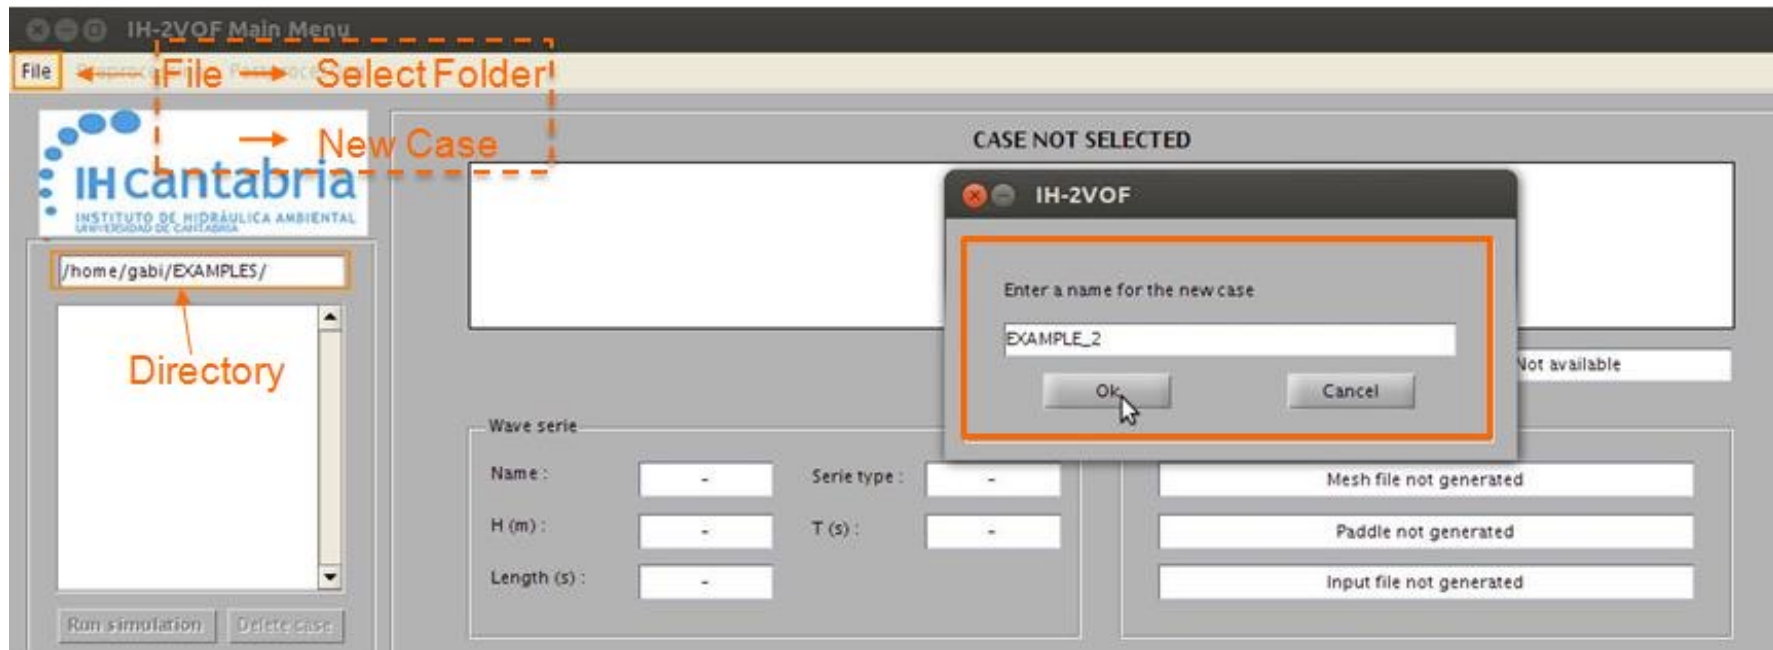 IH-2VOF Main Menu
File
File → Select Folder
→ New Case
IH cantabria
INSTITUTO DE HIDRÁULICA AMBIENTAL
UNIVERSIDAD DE CANTABRIA
CASE NOT SELECTED
IH-2VOF
/home/gabi/EXAMPLES/
Enter a name for the new case
EXAMPLE_2
Directory
Not available
Ok
Cancel
Wave serie
Name :
-
Serie type :
-
Mesh file not generated
H (m) :
-
T (s) :
-
Paddle not generated
Length (s) :
-
Input file not generated
Run simulation
Delete case